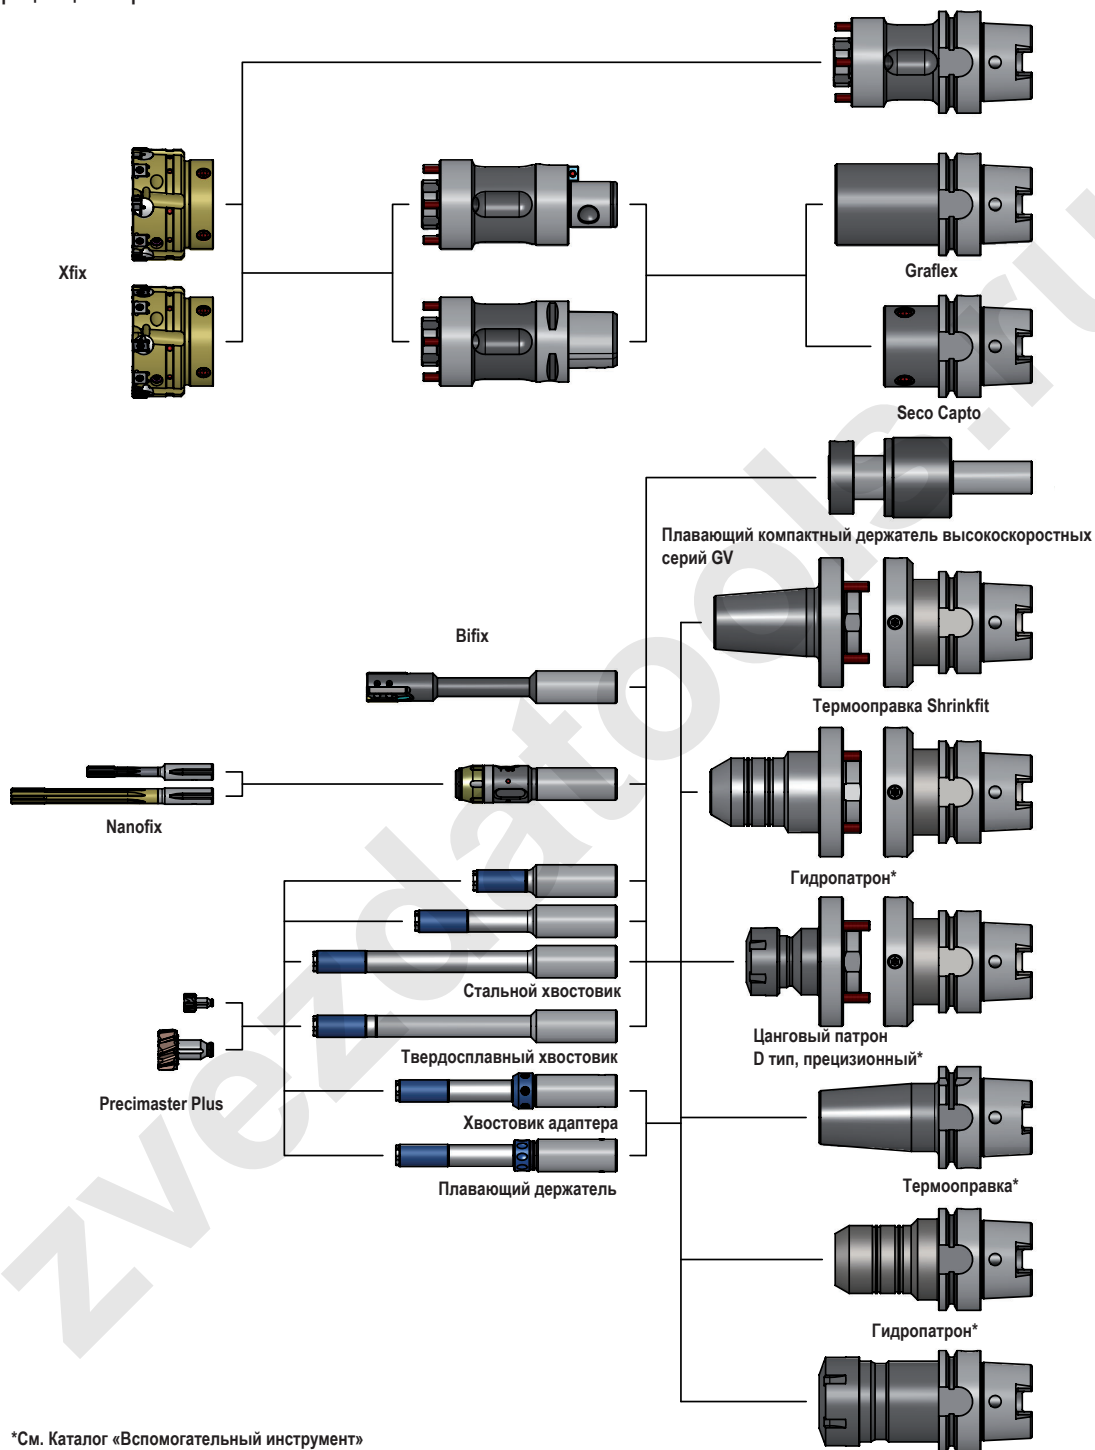 Xfix
Graflex
Seco Capto
Плавающий компактный держатель высокоскоростных
серий GV
Bifix
Термооправка Shrinkfit
Nanofix
Гидропатрон*
Стальной хвостовик
Цанговый патрон
D тип, прецизионный*
Твердосплавный хвостовик
Precimaster Plus
Хвостовик адаптера
Плавающий держатель
Термооправка*
Гидропатрон*
*См. Каталог «Вспомогательный инструмент»
zvezdatools.ru